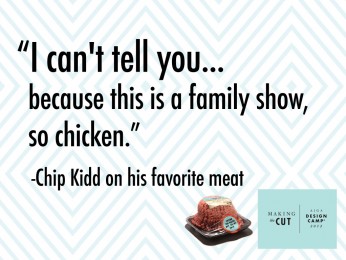 “I can't tell you...
because this is a family show,
so chicken.”
-Chip Kidd on his favorite meat
MAKING
the CUT
AIGA
DESIGN
CAMP